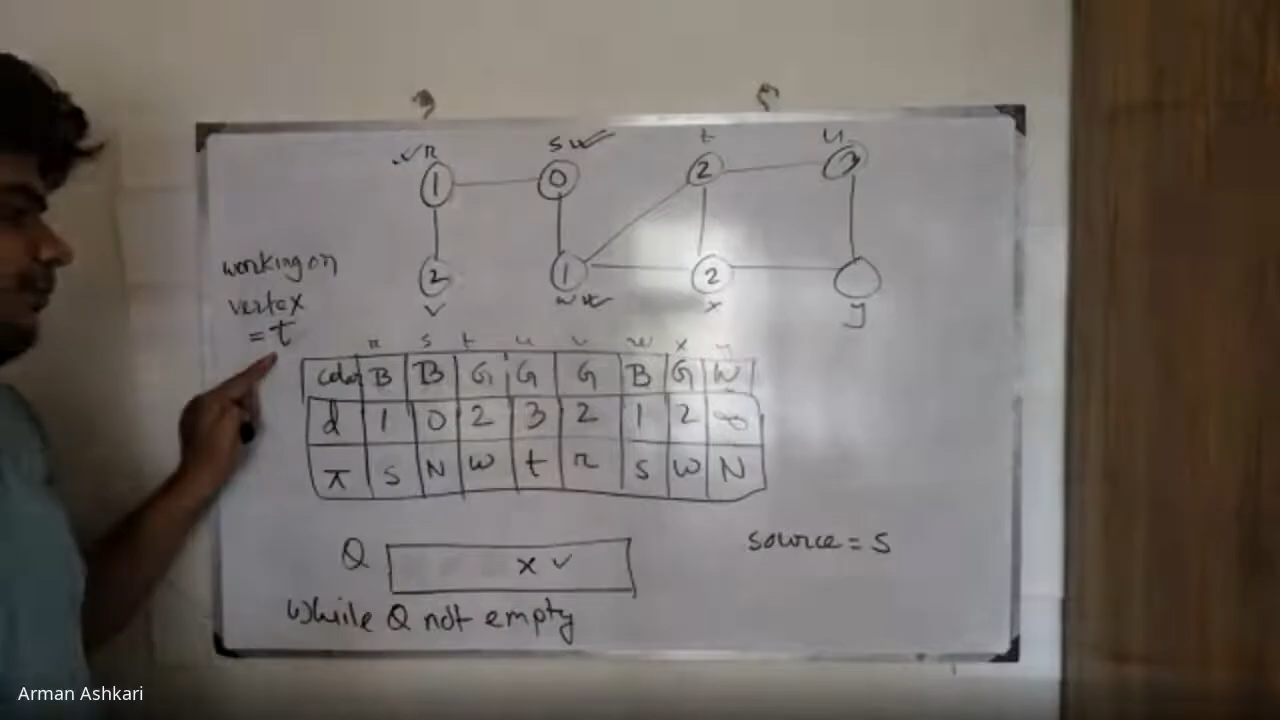 R s t u
1 0 2 3
working on
vertex
= t
2 1 2
v w x y
r s t u v w x y
color B B G G G B G W
d 1 0 2 3 2 1 2 ∞
π s N w t r s w N
Q x v
source = s
While Q not empty
Arman Ashkari